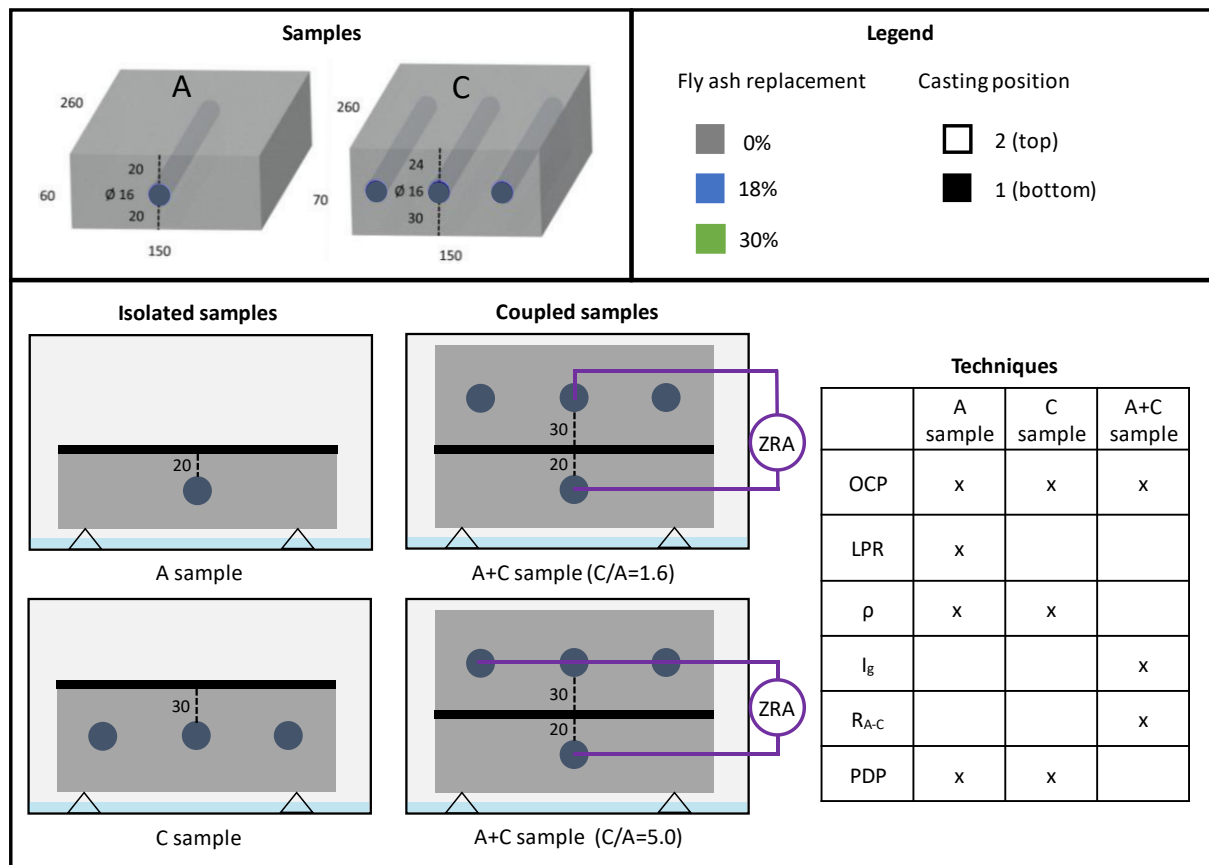 Samples
A
260
20
Ø 16
20
60
150
C
260
24
Ø 16
30
70
150
Legend
Fly ash replacement
0%
18%
30%
Casting position
2 (top)
1 (bottom)
Isolated samples
20
A sample
30
C sample
Coupled samples
30
20
ZRA
A+C sample (C/A=1.6)
30
20
ZRA
A+C sample (C/A=5.0)
Techniques
A sample C sample A+C sample
OCP x x x
LPR x
ρ x x
Ig x
RA-C x
PDP x x